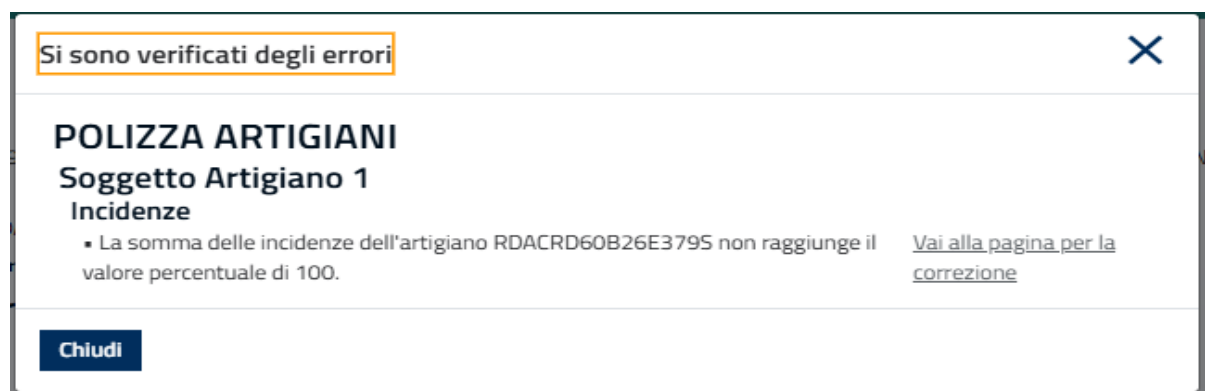 Si sono verificati degli errori
POLIZZA ARTIGIANI
Soggetto Artigiano 1
Incidenze
▪ La somma delle incidenze dell'artigiano RDACRD60B26E379S non raggiunge il
valore percentuale di 100.
Vai alla pagina per la
correzione
Chiudi